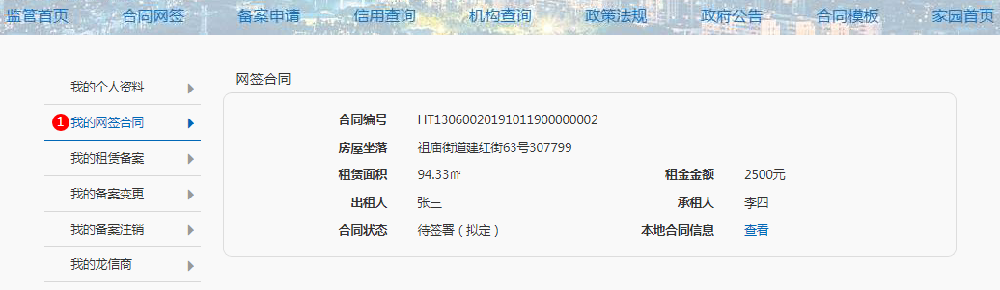 监管首页 合同网签 备案申请 信用查询 机构查询 政策法规 政府公告 合同模板 家园首页
网签合同
我的个人资料
1 我的网签合同
我的租赁备案
我的备案变更
我的备案注销
我的龙信商
合同编号 HT13060020191011900000002
房屋坐落 祖庙街道建红街63号307799
租赁面积 94.33㎡ 租金金额 2500元
出租人 张三 承租人 李四
合同状态 待签署（拟定） 本地合同信息 查看